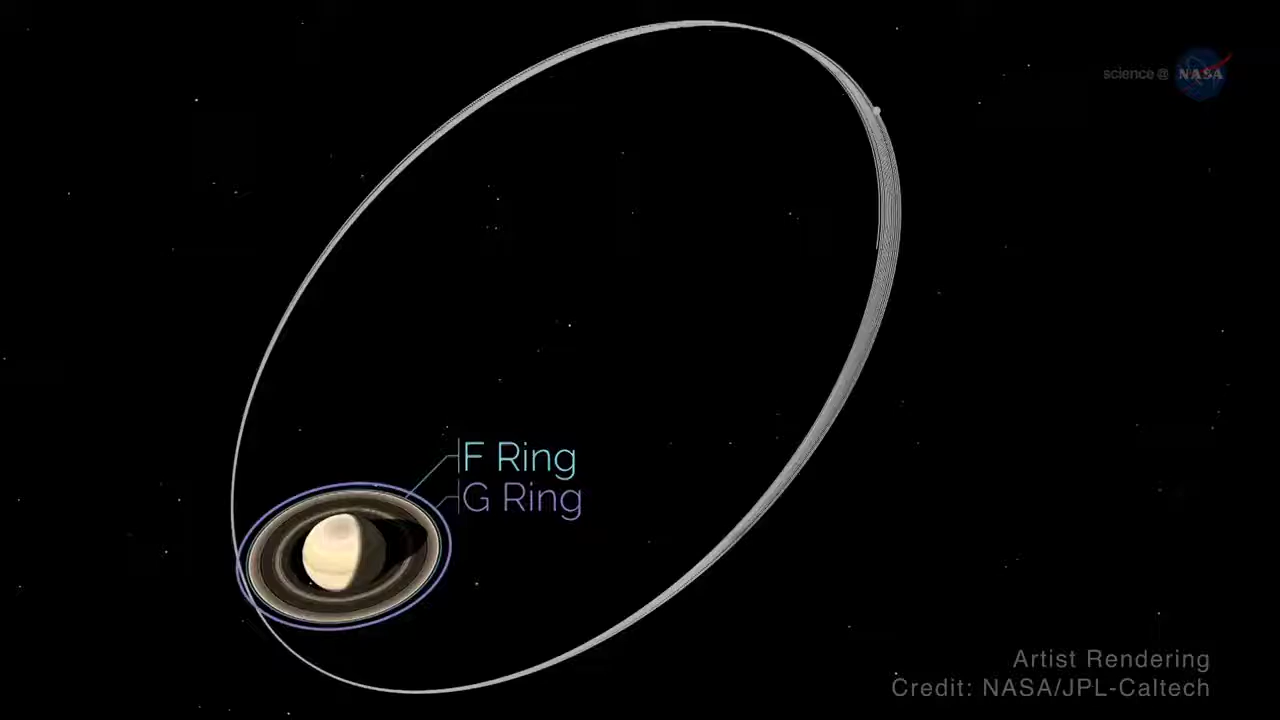 science@ NASA
F Ring
G Ring
Artist Rendering
Credit: NASA/JPL-Caltech